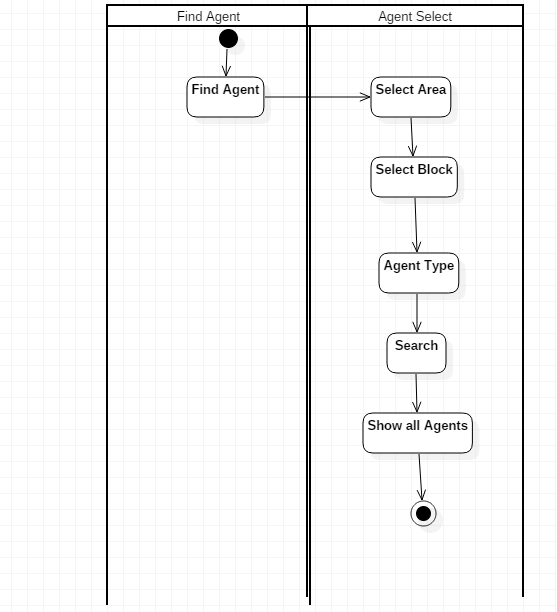 Find Agent
Agent Select
Find Agent
Select Area
Select Block
Agent Type
Search
Show all Agents